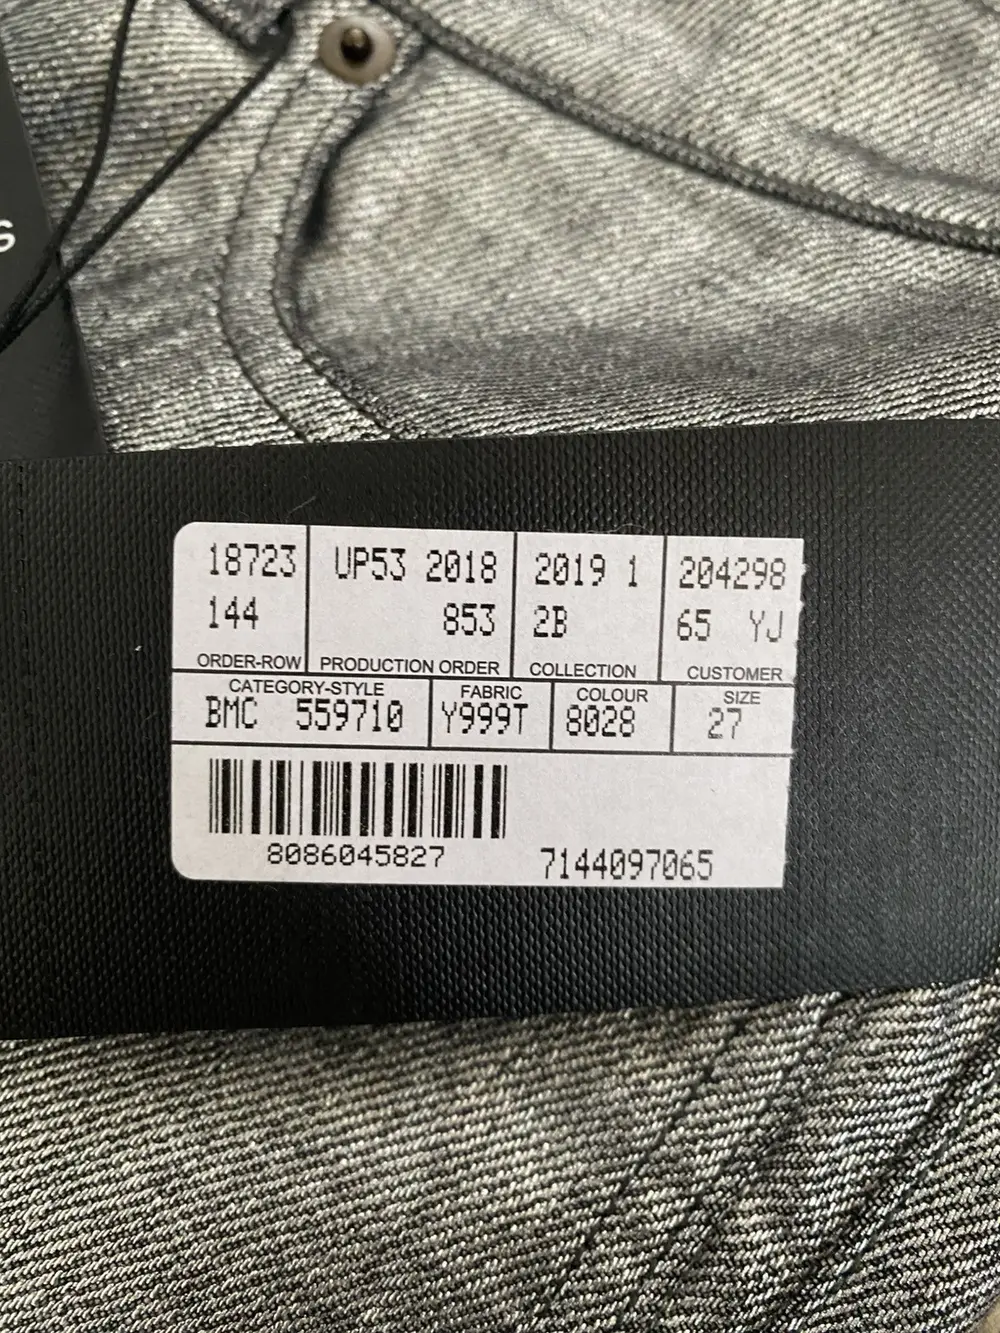 S
18723
144
ORDER-ROW
UP53 2018
853
PRODUCTION ORDER
2019 1
2B
COLLECTION
204298
65 YJ
CUSTOMER
CATEGORY-STYLE
BMC 559710
FABRIC
Y999T
COLOUR
8028
SIZE
27
8086045827
7144097065